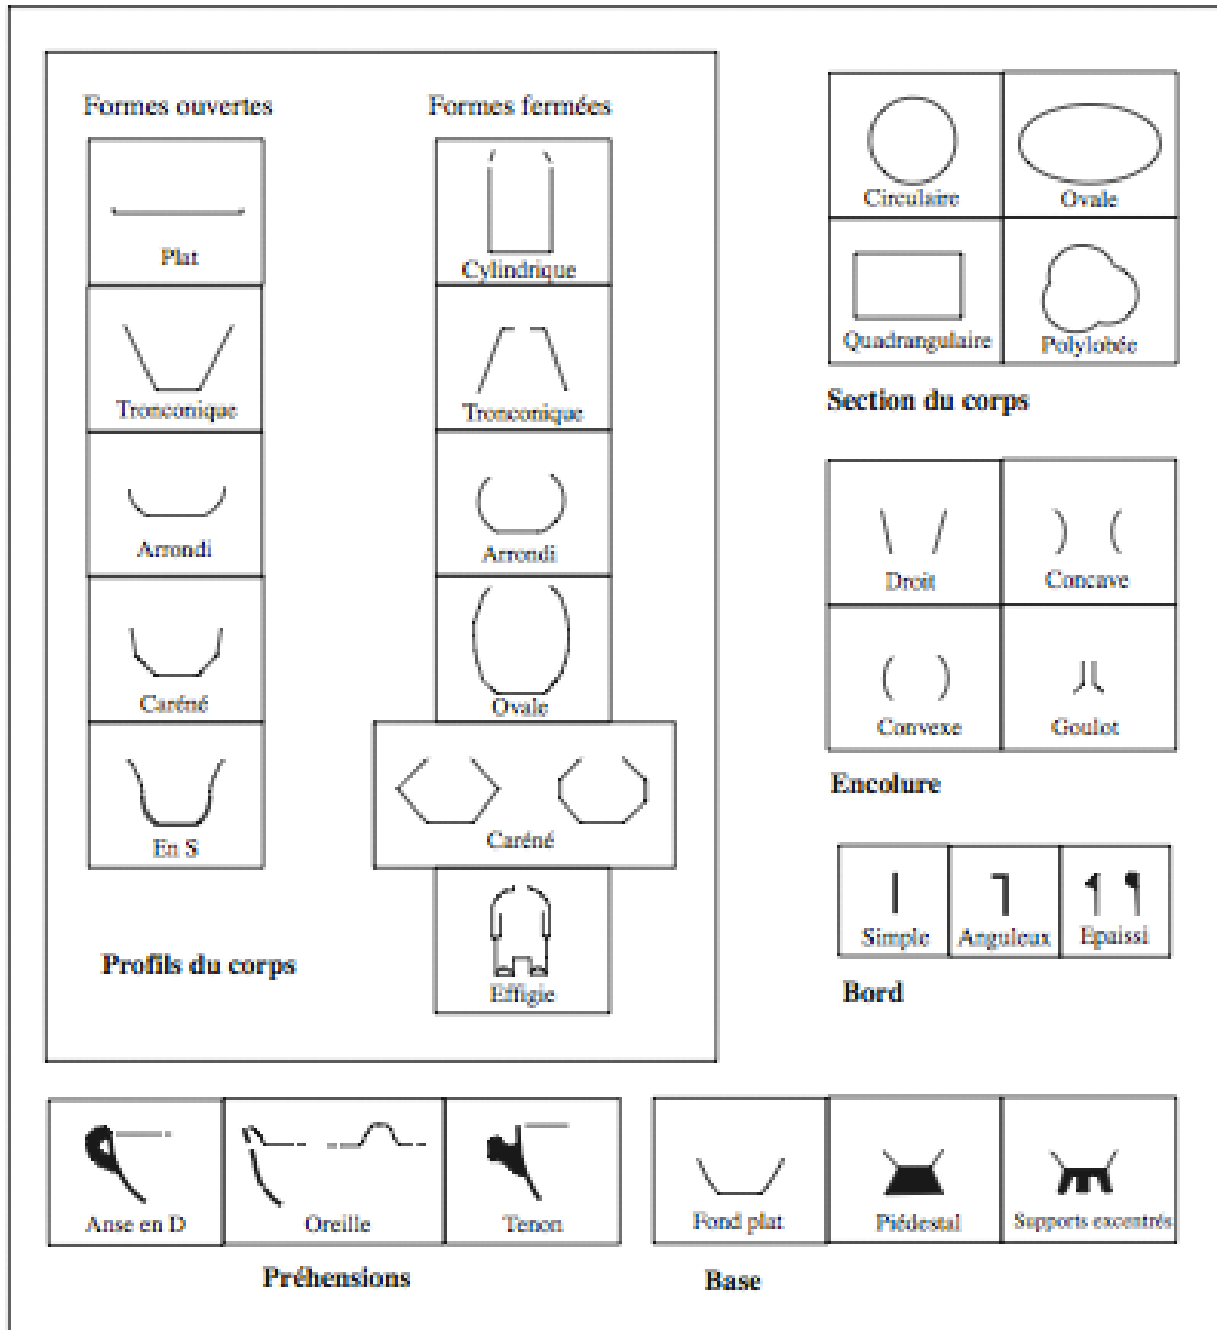 Formes ouvertes
Formes fermées
Plat
Cylindrique
Tronconique
Tronconique
Arrondi
Arrondi
Caréné
Ovale
En S
Caréné
Effigie
Profils du corps
Circulaire
Ovale
Quadrangulaire
Polylobée
Section du corps
Droit
Concave
Convexe
Goulot
Encolure
Simple
Anguleux
Epaissi
Bord
Anse en D
Oreille
Tenon
Préhensions
Fond plat
Piédestal
Supports excentrés
Base